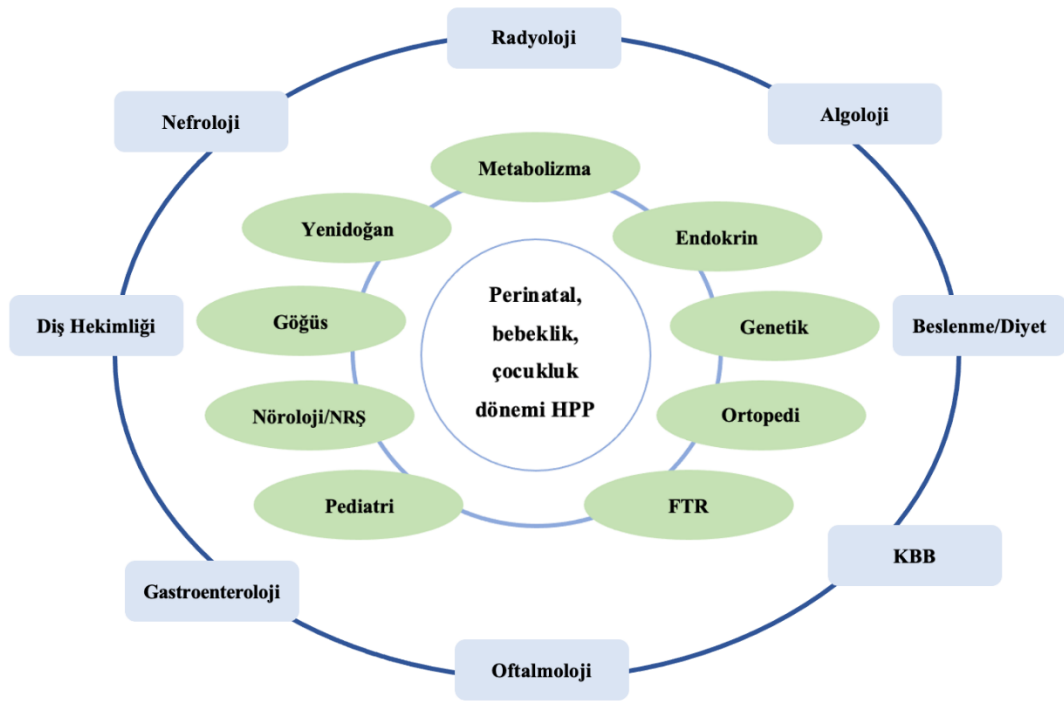 Radyoloji
Nefroloji
Algoloji
Metabolizma
Yenidoğan
Endokrin
Perinatal,
bebeklik,
çocukluk
dönemi HPP
Göğüs
Genetik
Diş Hekimliği
Beslenme/Diyet
Nöroloji/NRŞ
Ortopedi
Pediatri
FTR
KBB
Gastroenteroloji
Oftalmoloji